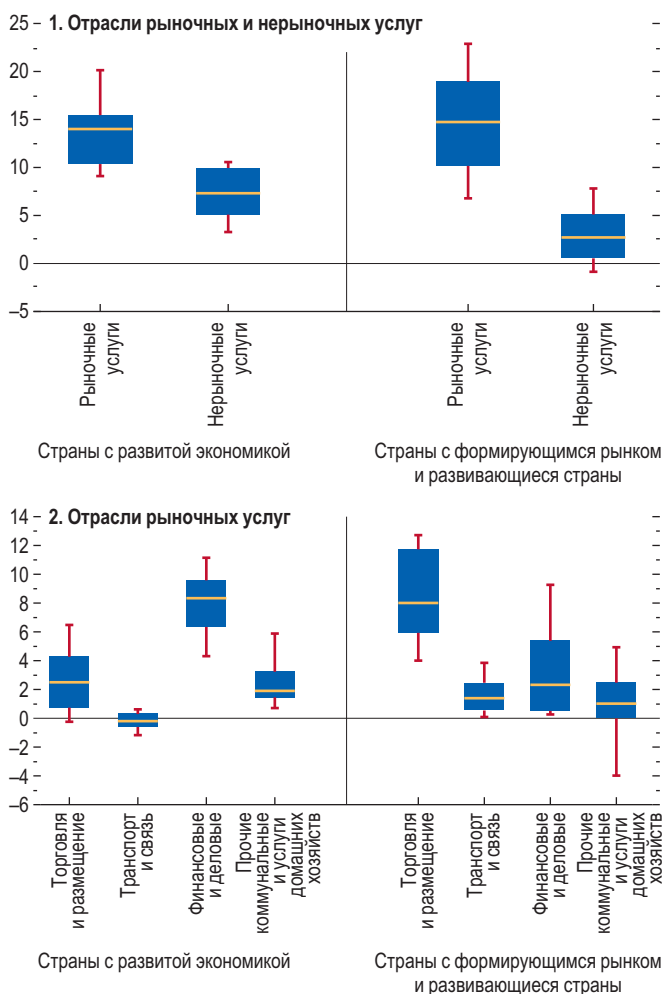 1. Отрасли рыночных и нерыночных услуг
25
20
15
10
5
0
–5
Рыночные
услуги
Нерыночные
услуги
Рыночные
услуги
Нерыночные
услуги
Страны с развитой экономикой
Страны с формирующимся рынком
и развивающиеся страны
2. Отрасли рыночных услуг
14
12
10
8
6
4
2
0
–2
–4
–6
Торговля
и размещение
Транспорт
и связь
Финансовые
и деловые
Прочие
коммунальные
и услуги
домашних
хозяйств
Торговля
и размещение
Транспорт
и связь
Финансовые
и деловые
Прочие
коммунальные
и услуги
домашних
хозяйств
Страны с развитой экономикой
Страны с формирующимся рынком
и развивающиеся страны